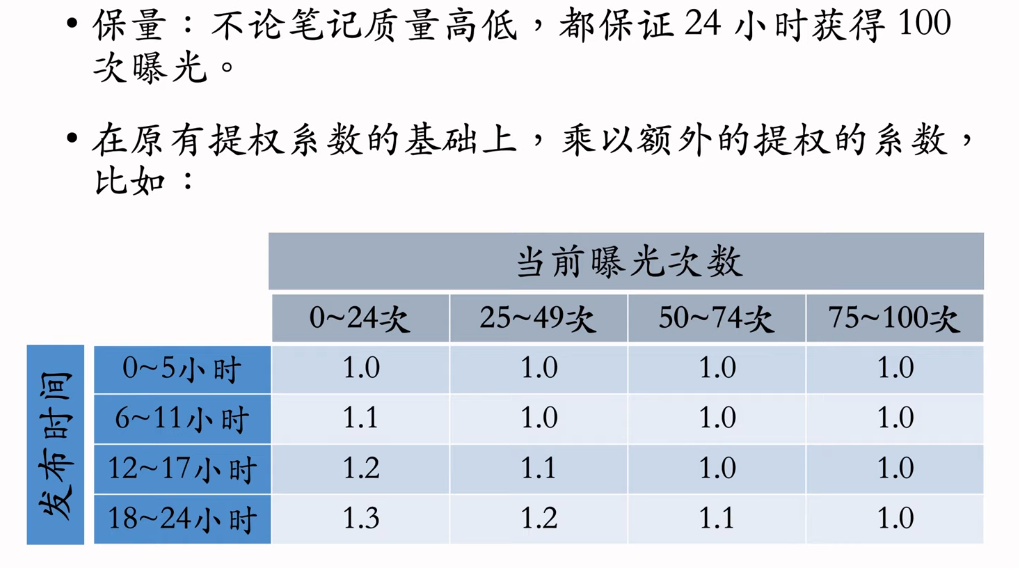 • 保量：不论笔记质量高低，都保证 24 小时获得 100
次曝光。
• 在原有提权系数的基础上，乘以额外的提权的系数，
比如：
当前曝光次数
0~24次 25~49次 50~74次 75~100次
发布时间
0~5小时 1.0 1.0 1.0 1.0
6~11小时 1.1 1.0 1.0 1.0
12~17小时 1.2 1.1 1.0 1.0
18~24小时 1.3 1.2 1.1 1.0